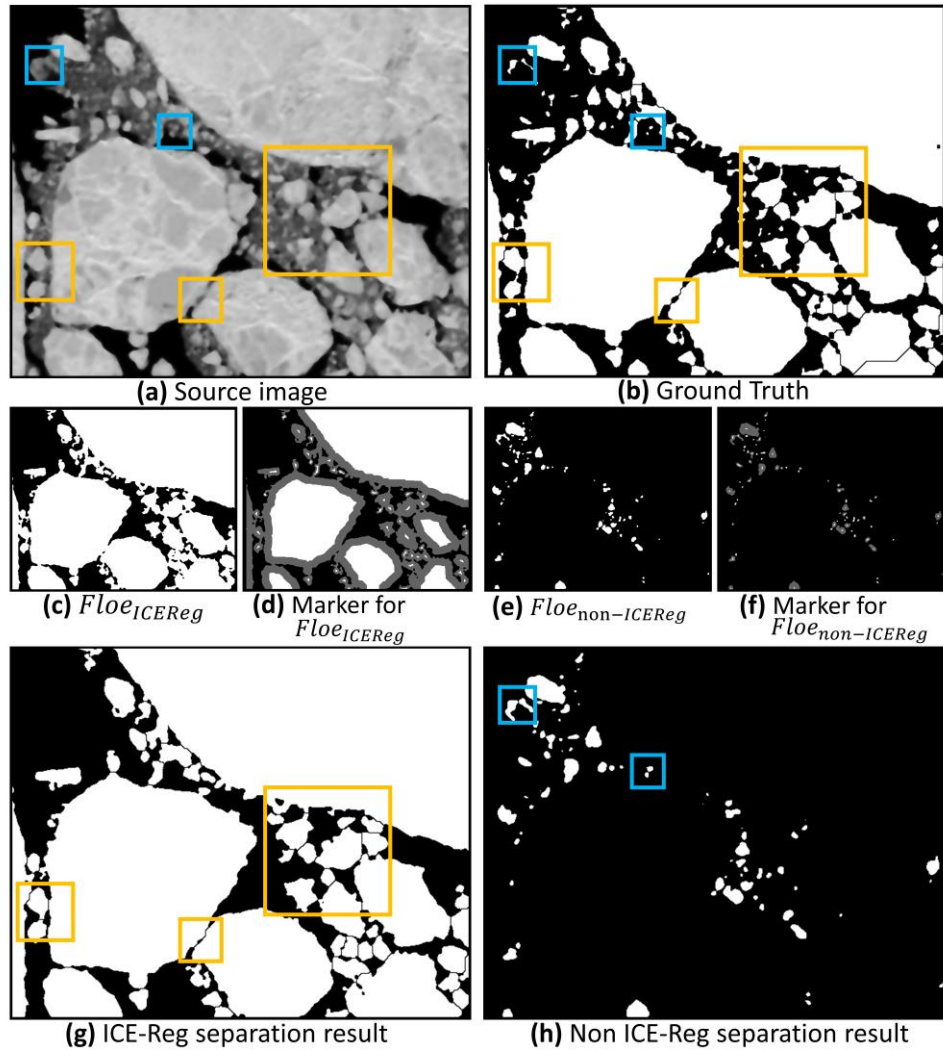 (a) Source image
(b) Ground Truth
(c) Floe_ICEReg
(d) Marker for
Floe_ICEReg
(e) Floe_non−ICEReg
(f) Marker for
Floe_non−ICEReg
(g) ICE-Reg separation result
(h) Non ICE-Reg separation result